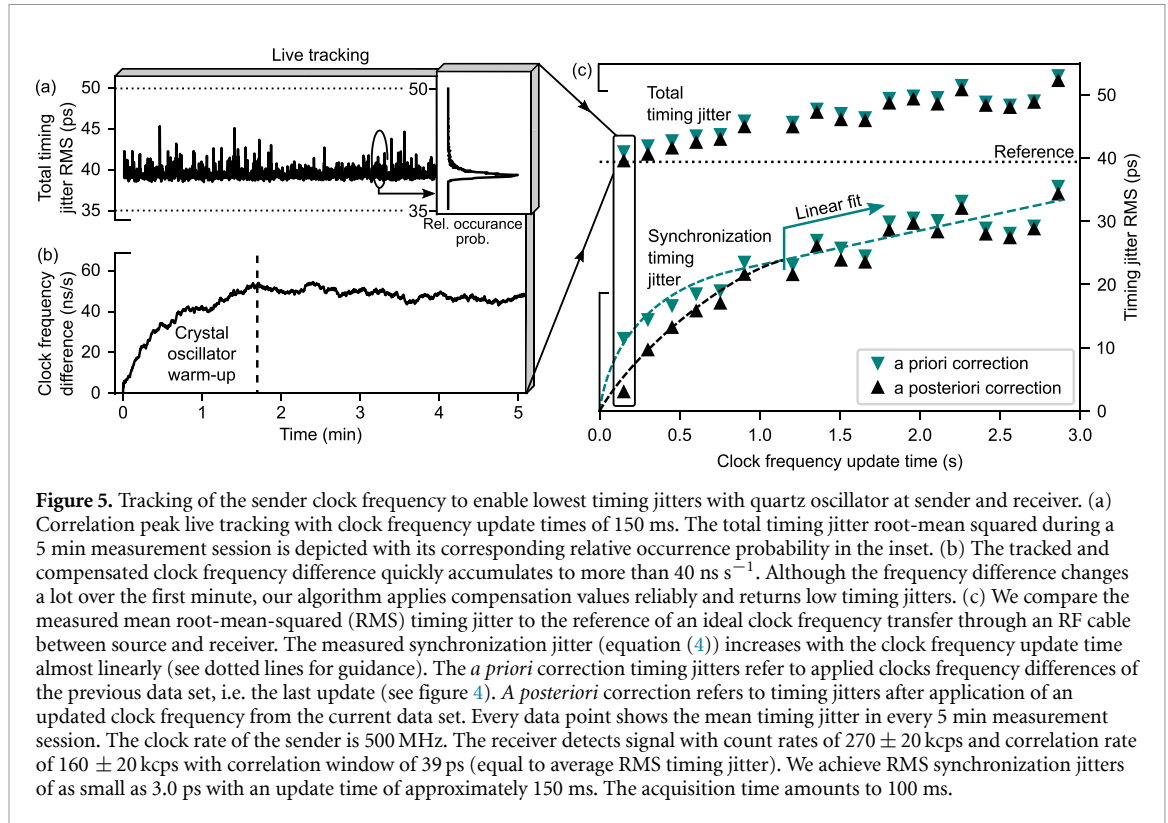 Live tracking
(a)
50
45
40
35
Total timing
jitter RMS (ps)
50
35
Rel. occurance
prob.
(b)
60
40
20
0
Clock frequency
difference (ns/s)
Crystal
oscillator
warm-up
0
1
2
3
4
5
Time (min)
(c)
Total
timing jitter
Reference
Linear fit
Synchronization
timing
jitter
a priori correction
a posteriori correction
50
40
30
20
10
0
Timing jitter RMS (ps)
0.0
0.5
1.0
1.5
2.0
2.5
3.0
Clock frequency update time (s)
Figure 5. Tracking of the sender clock frequency to enable lowest timing jitters with quartz oscillator at sender and receiver. (a)
Correlation peak live tracking with clock frequency update times of 150 ms. The total timing jitter root-mean squared during a
5 min measurement session is depicted with its corresponding relative occurrence probability in the inset. (b) The tracked and
compensated clock frequency difference quickly accumulates to more than 40 ns s⁻¹. Although the frequency difference changes
a lot over the first minute, our algorithm applies compensation values reliably and returns low timing jitters. (c) We compare the
measured mean root-mean-squared (RMS) timing jitter to the reference of an ideal clock frequency transfer through an RF cable
between source and receiver. The measured synchronization jitter (equation (4)) increases with the clock frequency update time
almost linearly (see dotted lines for guidance). The a priori correction timing jitters refer to applied clocks frequency differences of
the previous data set, i.e. the last update (see figure 4). A posteriori correction refers to timing jitters after application of an
updated clock frequency from the current data set. Every data point shows the mean timing jitter in every 5 min measurement
session. The clock rate of the sender is 500 MHz. The receiver detects signal with count rates of 270 ± 20 kcps and correlation rate
of 160 ± 20 kcps with correlation window of 39 ps (equal to average RMS timing jitter). We achieve RMS synchronization jitters
of as small as 3.0 ps with an update time of approximately 150 ms. The acquisition time amounts to 100 ms.